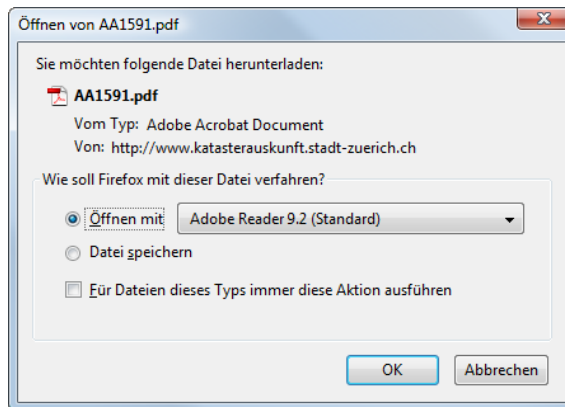 Öffnen von AA1591.pdf
Sie möchten folgende Datei herunterladen:
AA1591.pdf
Vom Typ: Adobe Acrobat Document
Von: http://www.katasterauskunft.stadt-zuerich.ch
Wie soll Firefox mit dieser Datei verfahren?
Öffnen mit Adobe Reader 9.2 (Standard)
Datei speichern
Für Dateien dieses Typs immer diese Aktion ausführen
OK Abbrechen